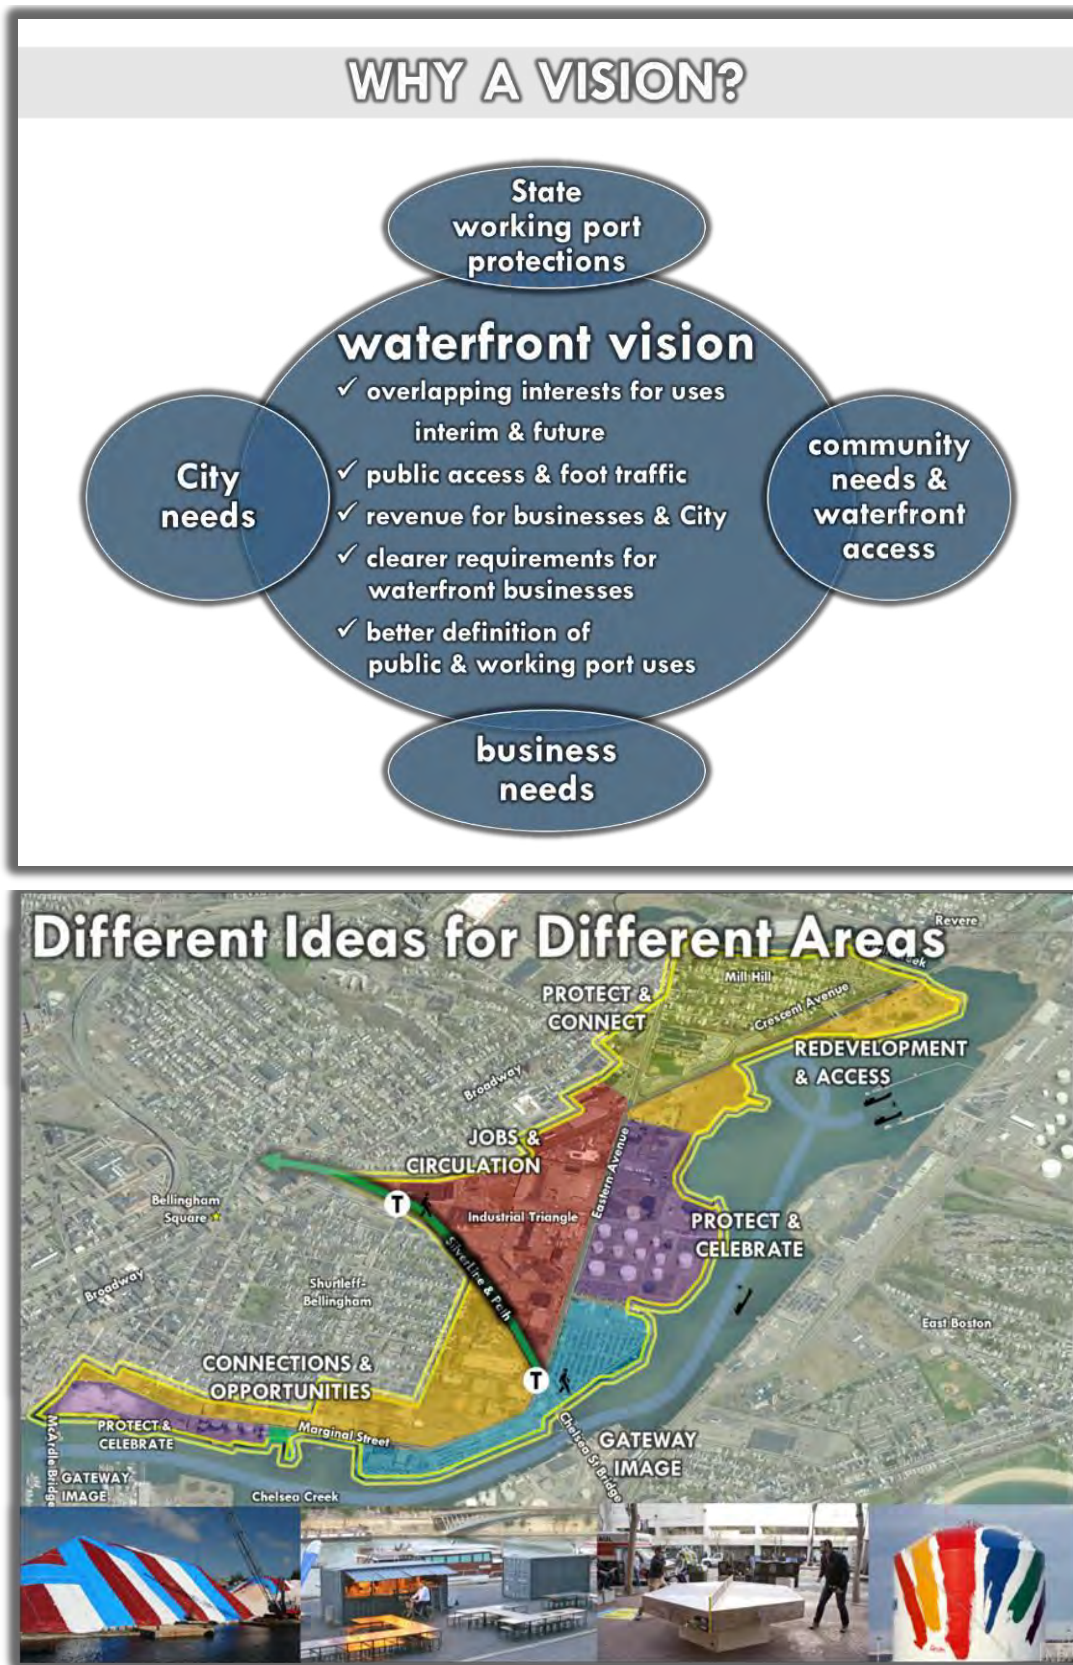 WHY A VISION?
State
working port
protections
waterfront vision
✓ overlapping interests for uses
interim & future
✓ public access & foot traffic
✓ revenue for businesses & City
✓ clearer requirements for
waterfront businesses
✓ better definition of
public & working port uses
City
needs
community
needs &
waterfront
access
business
needs
Different Ideas for Different Areas
Revere
Mill Hill
PROTECT &
CONNECT
Crescent Avenue
REDEVELOPMENT
& ACCESS
Broadway
JOBS &
CIRCULATION
Eastern Avenue
Bellingham
Square
T
Industrial Triangle
PROTECT &
CELEBRATE
SilverLine & Path
Broadway
Shurtleff-
Bellingham
East Boston
CONNECTIONS &
OPPORTUNITIES
T
PROTECT &
CELEBRATE
Marginal Street
McArdle Bridge
Chelsea St Bridge
GATEWAY
IMAGE
GATEWAY
IMAGE
Chelsea Creek